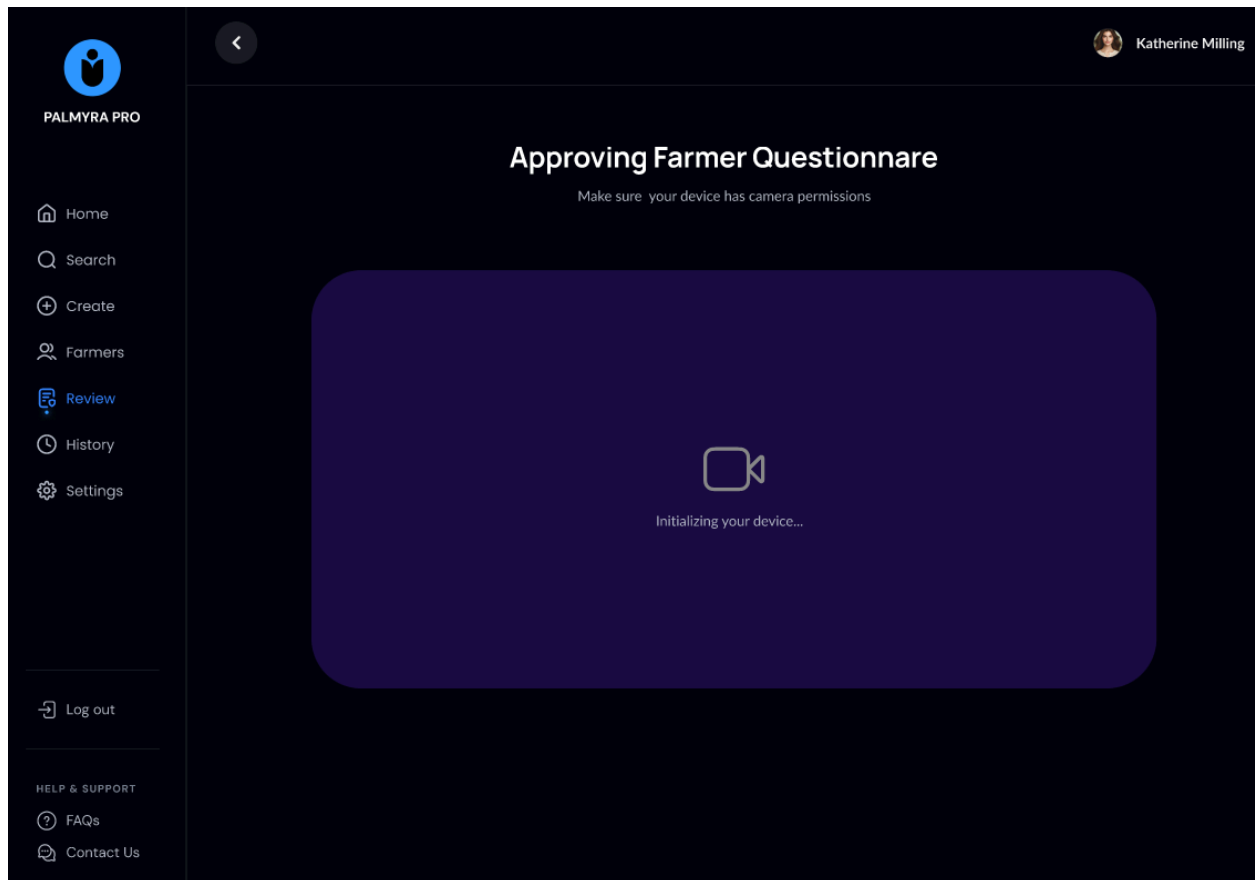 PALMYRA PRO
Home
Search
Create
Farmers
Review
History
Settings
Log out
HELP & SUPPORT
FAQs
Contact Us
Katherine Milling
Approving Farmer Questionnare
Make sure your device has camera permissions
Initializing your device...